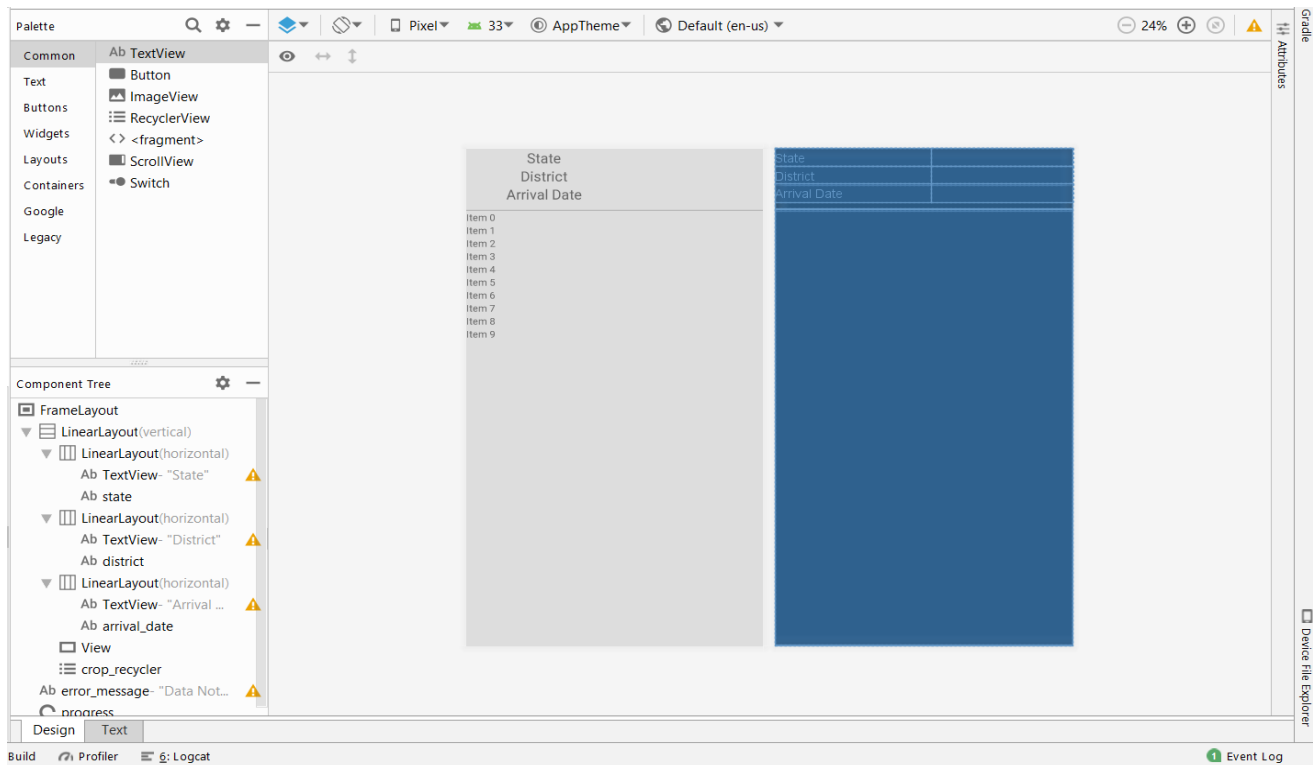 Palette
Pixel 33 AppTheme Default (en-us) 24%
Common
Text
Buttons
Widgets
Layouts
Containers
Google
Legacy
Ab TextView
Button
ImageView
RecyclerView
<fragment>
ScrollView
Switch
Component Tree
FrameLayout
LinearLayout(vertical)
LinearLayout(horizontal)
Ab TextView- "State"
Ab state
LinearLayout(horizontal)
Ab TextView- "District"
Ab district
LinearLayout(horizontal)
Ab TextView- "Arrival ...
Ab arrival_date
View
crop_recycler
Ab error_message- "Data Not...
progress
State
District
Arrival Date
Item 0
Item 1
Item 2
Item 3
Item 4
Item 5
Item 6
Item 7
Item 8
Item 9
State
District
Arrival Date
Gradle
Attributes
Device File Explorer
Design Text
Build Profiler 6: Logcat
1 Event Log